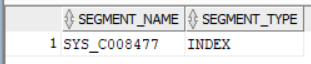 SEGMENT_NAME SEGMENT_TYPE
1 SYS_C008477 INDEX